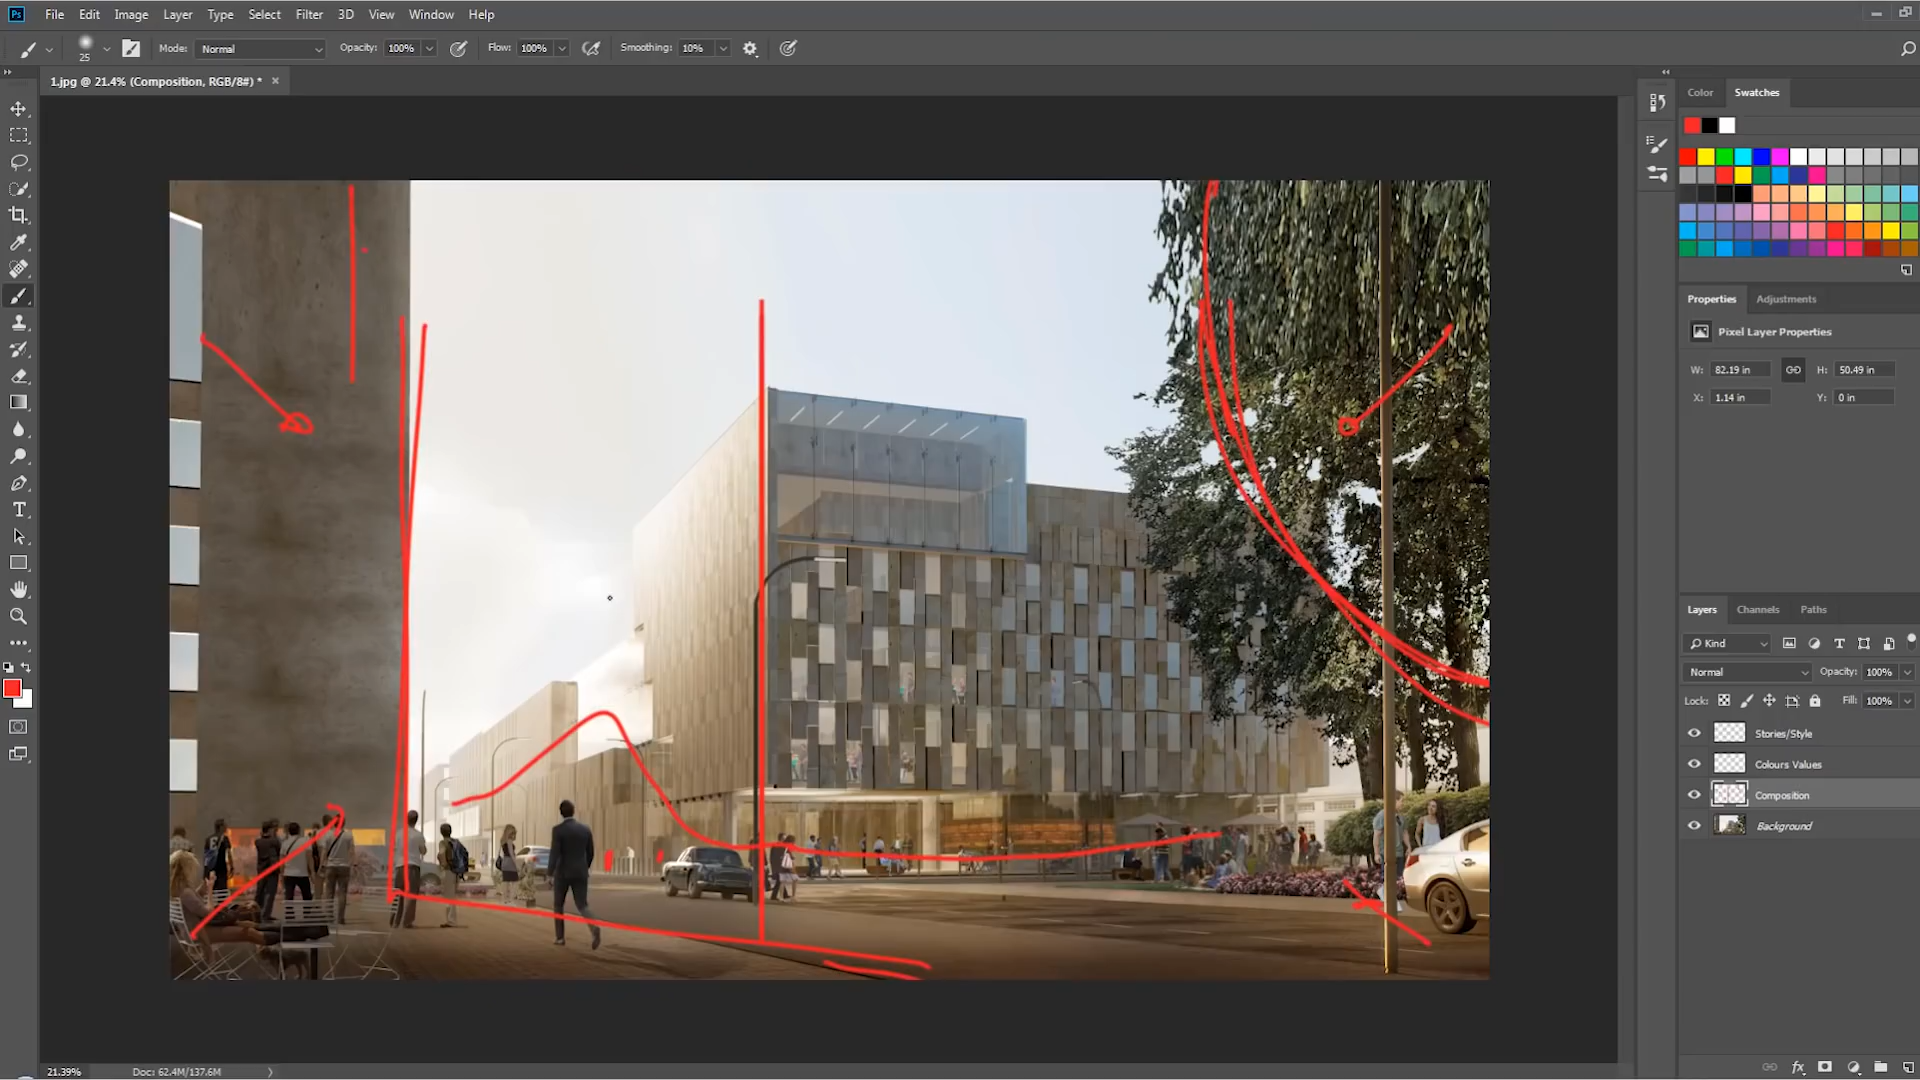 Ps File Edit Image Layer Type Select Filter 3D View Window Help
25 Mode: Normal Opacity: 100% Flow: 100% Smoothing: 10%
1.jpg @ 21.4% (Composition, RGB/8#) * ×
Color Swatches
Properties Adjustments
Pixel Layer Properties
W: 82.19 in H: 50.49 in
X: 1.14 in Y: 0 in
Layers Channels Paths
Kind
Normal Opacity: 100%
Lock: Fill: 100%
Stories/Style
Colours Values
Composition
Background
21.39% Doc: 62.4M/137.6M
fx